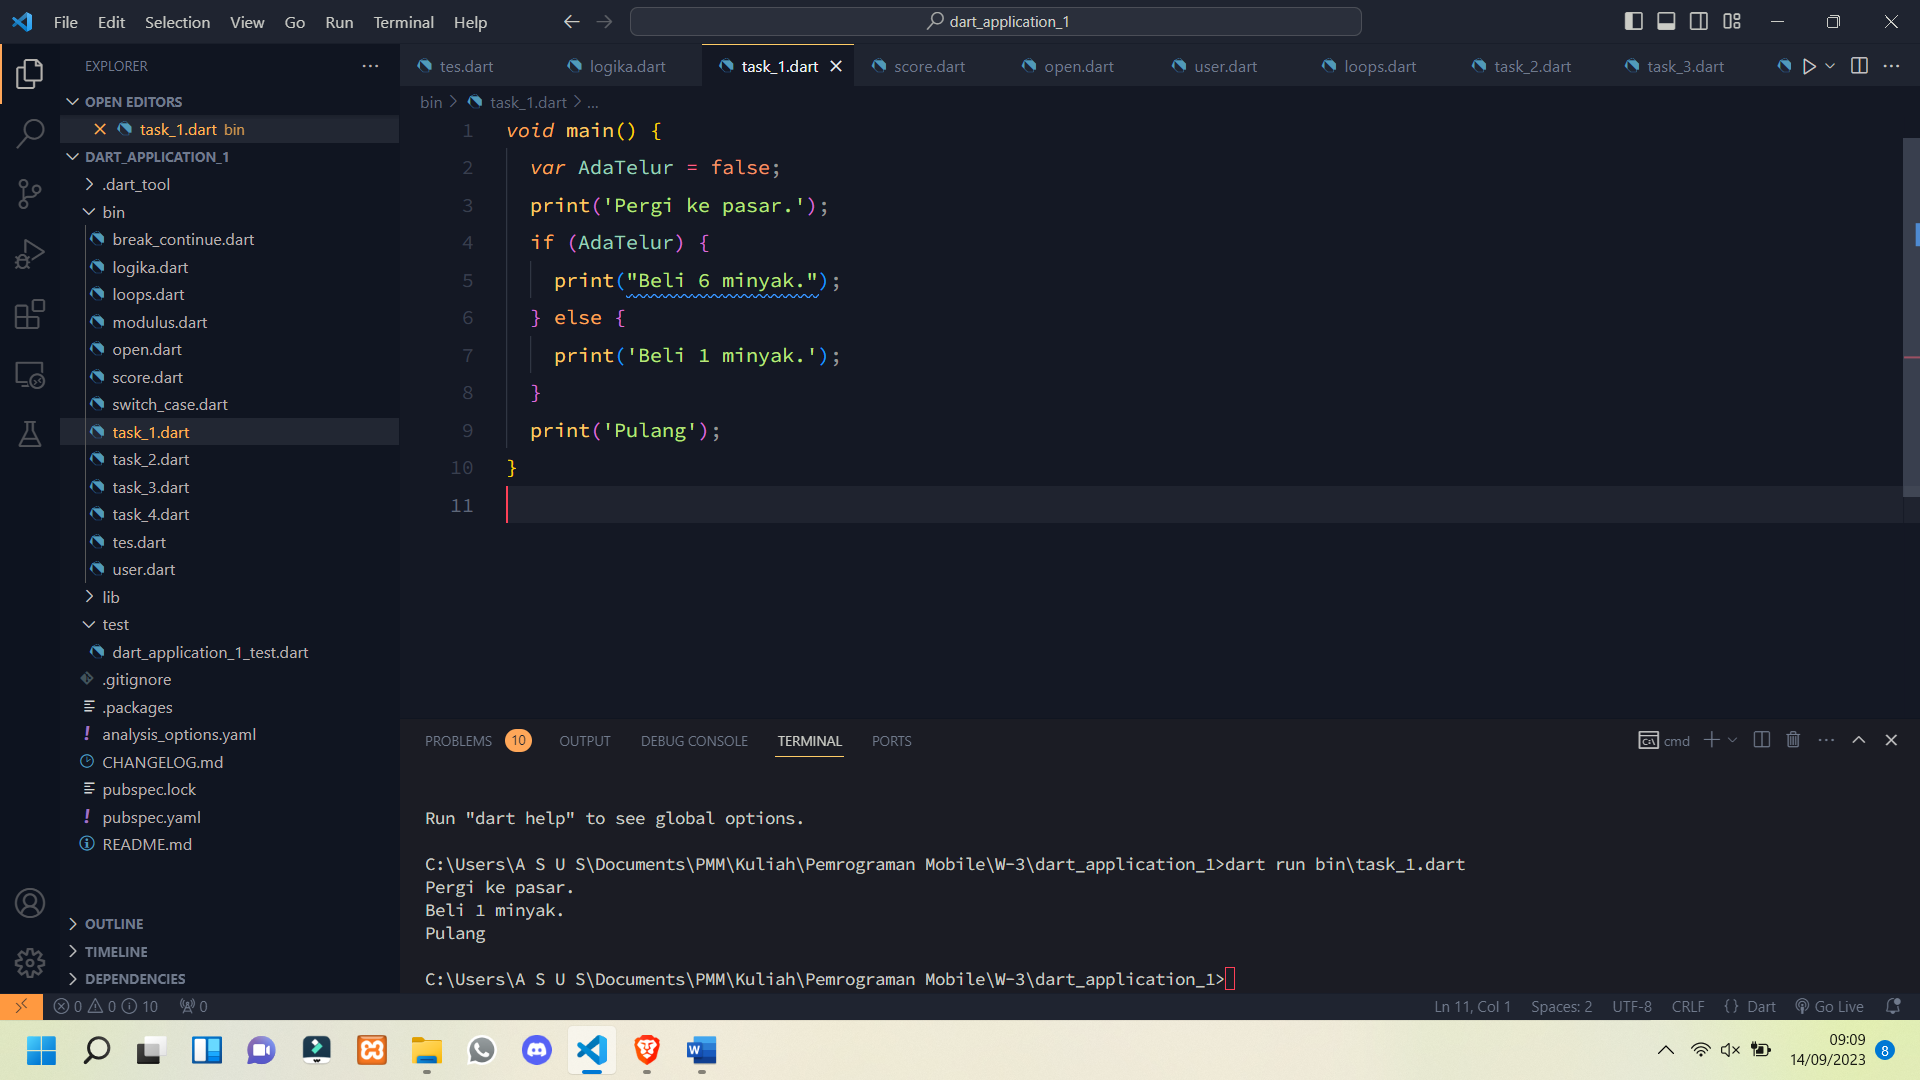 File Edit Selection View Go Run Terminal Help
dart_application_1
EXPLORER
OPEN EDITORS
task_1.dart bin
DART_APPLICATION_1
.dart_tool
bin
break_continue.dart
logika.dart
loops.dart
modulus.dart
open.dart
score.dart
switch_case.dart
task_1.dart
task_2.dart
task_3.dart
task_4.dart
tes.dart
user.dart
lib
test
dart_application_1_test.dart
.gitignore
.packages
analysis_options.yaml
CHANGELOG.md
pubspec.lock
pubspec.yaml
README.md
OUTLINE
TIMELINE
DEPENDENCIES
tes.dart logika.dart task_1.dart score.dart open.dart user.dart loops.dart task_2.dart task_3.dart
bin > task_1.dart > ...
1 void main() {
2 var AdaTelur = false;
3 print('Pergi ke pasar.');
4 if (AdaTelur) {
5 print("Beli 6 minyak.");
6 } else {
7 print('Beli 1 minyak.');
8 }
9 print('Pulang');
10 }
11
PROBLEMS 10 OUTPUT DEBUG CONSOLE TERMINAL PORTS
cmd
Run "dart help" to see global options.
C:\Users\A S U S\Documents\PMM\Kuliah\Pemrograman Mobile\W-3\dart_application_1>dart run bin\task_1.dart
Pergi ke pasar.
Beli 1 minyak.
Pulang
C:\Users\A S U S\Documents\PMM\Kuliah\Pemrograman Mobile\W-3\dart_application_1>
0 0 10 0
Ln 11, Col 1 Spaces: 2 UTF-8 CRLF {} Dart Go Live
09:09
14/09/2023 8